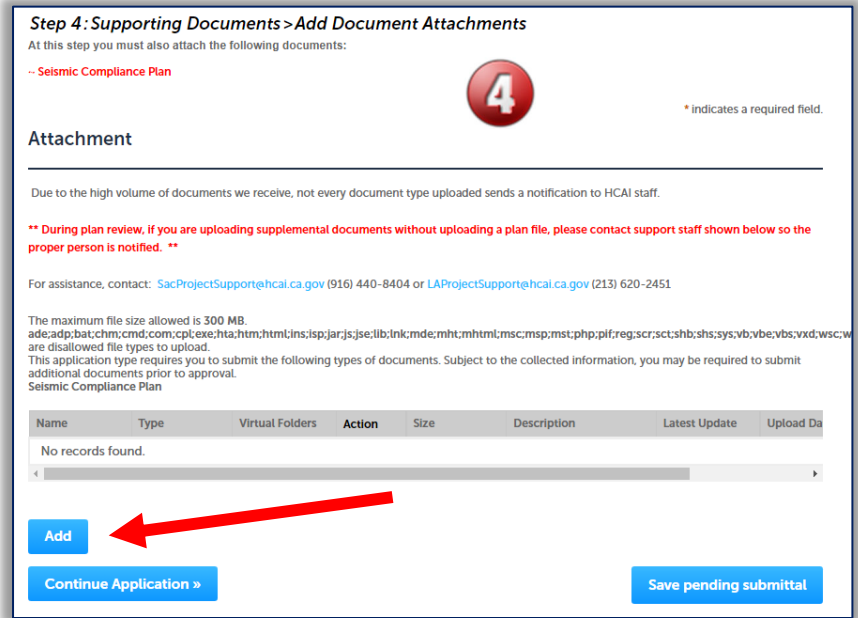 Step 4: Supporting Documents > Add Document Attachments
At this step you must also attach the following documents:
-- Seismic Compliance Plan
4
* indicates a required field.
Attachment
Due to the high volume of documents we receive, not every document type uploaded sends a notification to HCAI staff.
** During plan review, if you are uploading supplemental documents without uploading a plan file, please contact support staff shown below so the
proper person is notified. **
For assistance, contact: SacProjectSupport@hcai.ca.gov (916) 440-8404 or LAProjectSupport@hcai.ca.gov (213) 620-2451
The maximum file size allowed is 300 MB.
ade;adp;bat;chm;cmd;com;cpl;exe;hta;htm;html;ins;isp;jar;js;jse;lib;lnk;mde;mht;mhtml;msc;msp;mst;php;pif;reg;scr;sct;shb;shs;sys;vb;vbe;vbs;vxd;wsc;w
are disallowed file types to upload.
This application type requires you to submit the following types of documents. Subject to the collected information, you may be required to submit
additional documents prior to approval.
Seismic Compliance Plan
Name Type Virtual Folders Action Size Description Latest Update Upload Da
No records found.
Add
Continue Application »
Save pending submittal